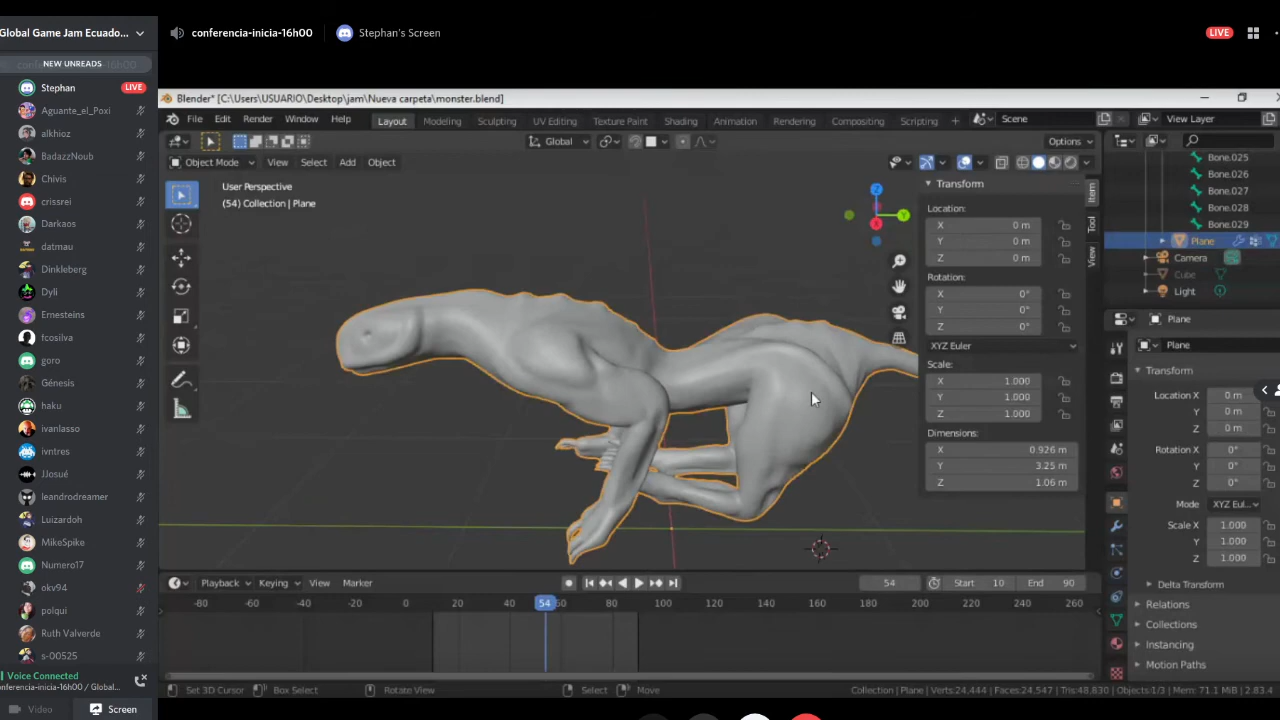 Global Game Jam Ecuado...
conferencia-inicia-16h00
Stephan's Screen
LIVE
NEW UNREADS
Stephan
LIVE
Aguante_el_Poxi
alkhioz
BadazzNoub
Chivis
crissrei
Darkaos
datmau
Dinkleberg
Dyli
Ernesteins
fcosilva
goro
Génesis
haku
ivanlasso
ivntres
JJosué
leandrodreamer
Luizardoh
MikeSpike
Numero17
okv94
polqui
Ruth Valverde
s-00525
Voice Connected
onferencia-inicia-16h00 / Global...
Video
Screen
Blender* [C:\Users\USUARIO\Desktop\jam\Nueva carpeta\monster.blend]
File Edit Render Window Help
Layout Modeling Sculpting UV Editing Texture Paint Shading Animation Rendering Compositing Scripting +
Scene
View Layer
Global
Options
Object Mode View Select Add Object
User Perspective
(54) Collection | Plane
Z
Y
X
Transform
Location:
X 0 m
Y 0 m
Z 0 m
Rotation:
X 0°
Y 0°
Z 0°
XYZ Euler
Scale:
X 1.000
Y 1.000
Z 1.000
Dimensions:
X 0.926 m
Y 3.25 m
Z 1.06 m
Item
Tool
View
Bone.025
Bone.026
Bone.027
Bone.028
Bone.029
Plane
Camera
Cube
Light
Plane
Plane
Transform
Location X 0 m
Y 0 m
Z 0 m
Rotation X 0°
Y 0°
Z 0°
Mode XYZ Eul...
Scale X 1.000
Y 1.000
Z 1.000
Delta Transform
Relations
Collections
Instancing
Motion Paths
Playback Keying View Marker
54 Start 10 End 90
-80 -60 -40 -20 0 20 40 54 60 80 100 120 140 160 180 200 220 240 260
Set 3D Cursor Box Select Rotate View Select Move
Collection | Plane | Verts:24,444 | Faces:24,547 | Tris:48,830 | Objects:1/3 | Mem: 71.1 MiB | 2.83.4